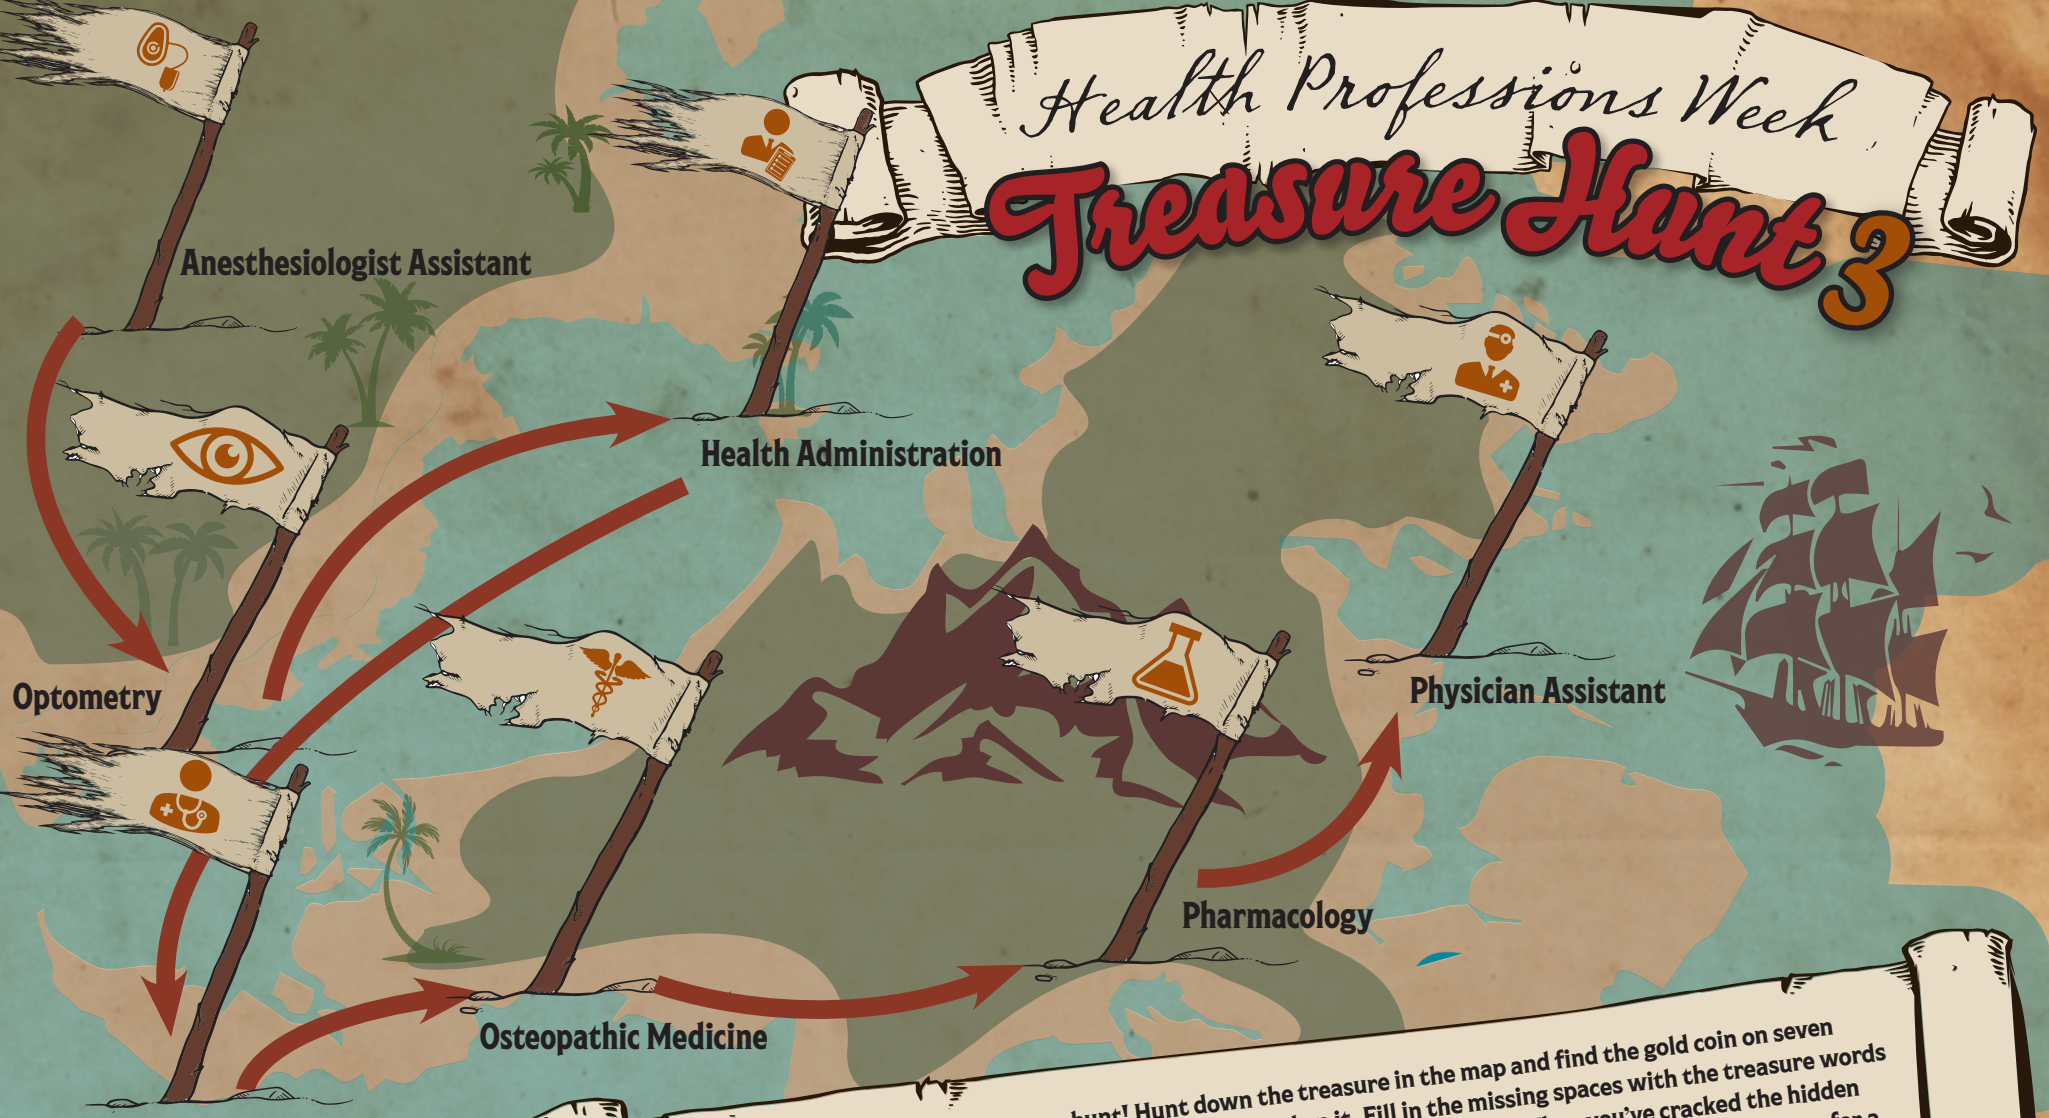 Health Professions Week
Treasure Hunt 3
Anesthesiologist Assistant
Health Administration
Optometry
Physician Assistant
Pharmacology
Osteopathic Medicine
hunt! Hunt down the treasure in the map and find the gold coin on seven
it. Fill in the missing spaces with the treasure words
you've cracked the hidden
for a